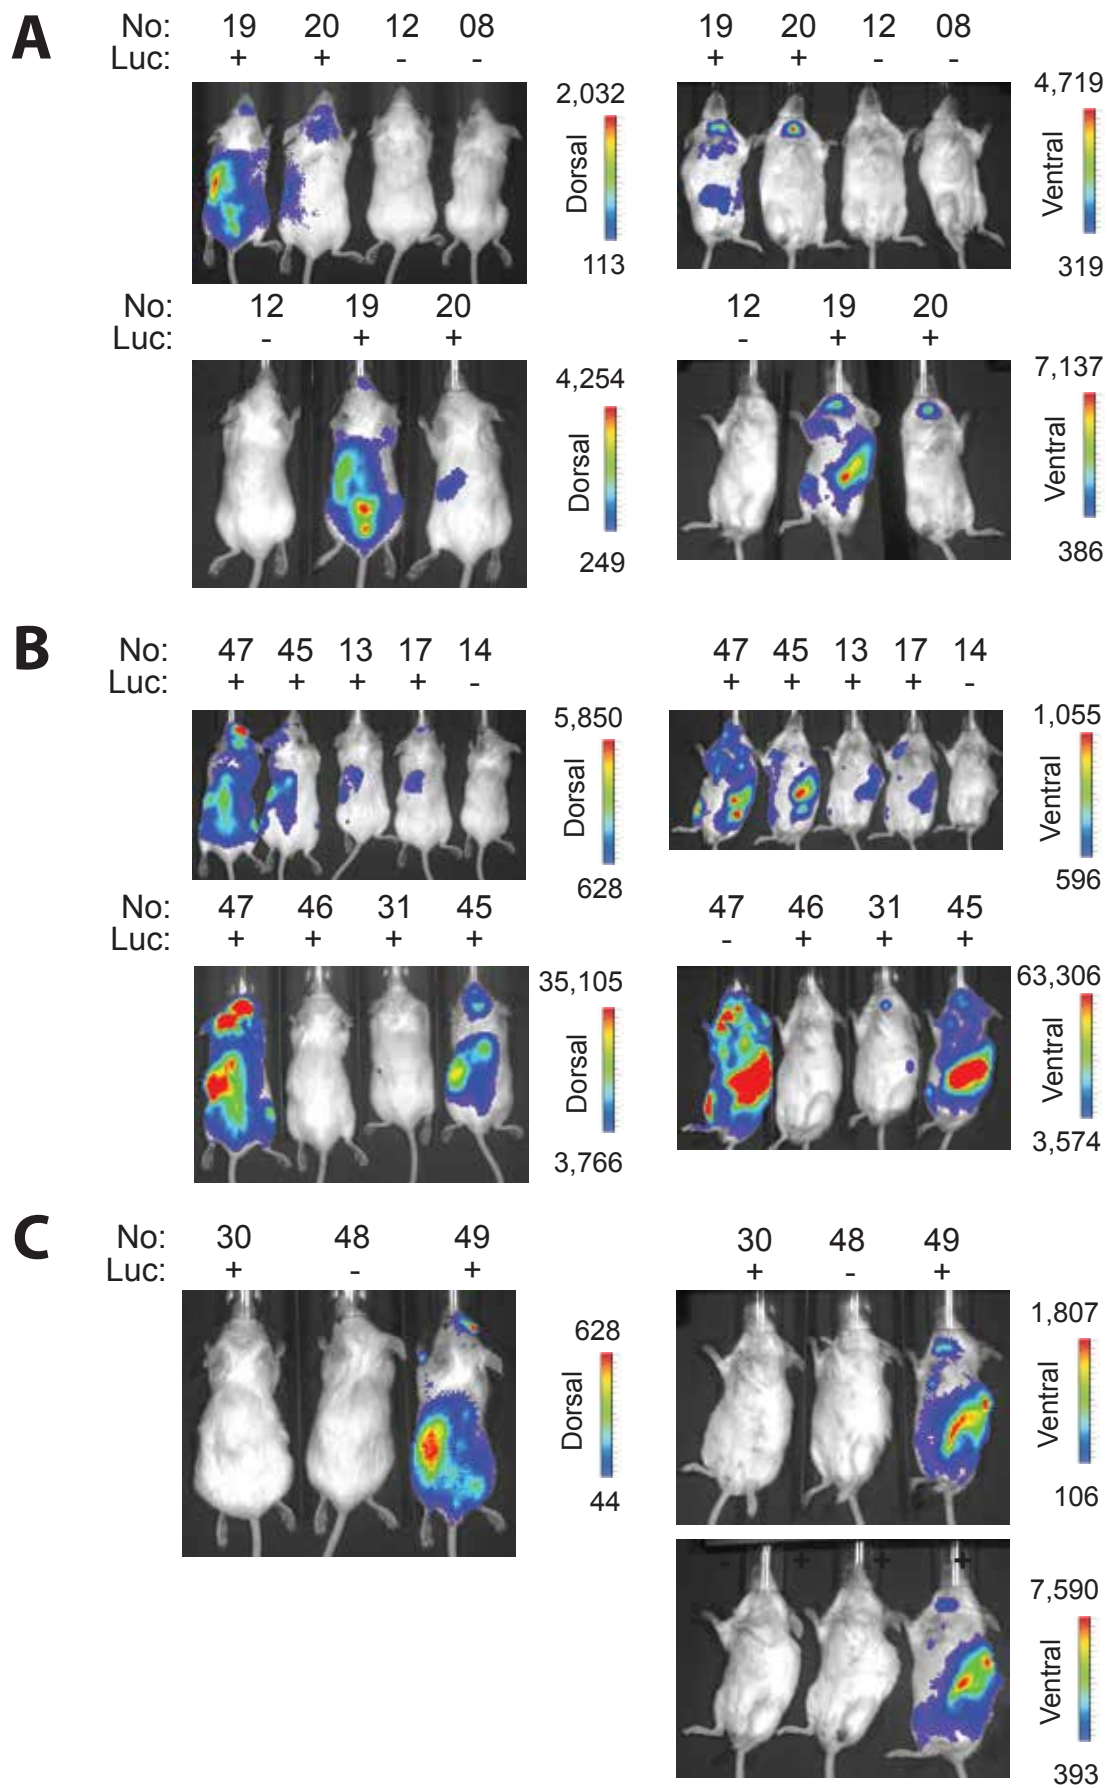 A
No: 19 20 12 08
Luc: + + - -
2,032
Dorsal
113
19 20 12 08
+ + - -
4,719
Ventral
319
No: 12 19 20
Luc: - + +
4,254
Dorsal
249
12 19 20
- + +
7,137
Ventral
386
B
No: 47 45 13 17 14
Luc: + + + + -
5,850
Dorsal
628
47 45 13 17 14
+ + + + -
1,055
Ventral
596
No: 47 46 31 45
Luc: + + + +
35,105
Dorsal
3,766
47 46 31 45
- + + +
63,306
Ventral
3,574
C
No: 30 48 49
Luc: + - +
628
Dorsal
44
30 48 49
+ - +
1,807
Ventral
106
- + + +
7,590
Ventral
393